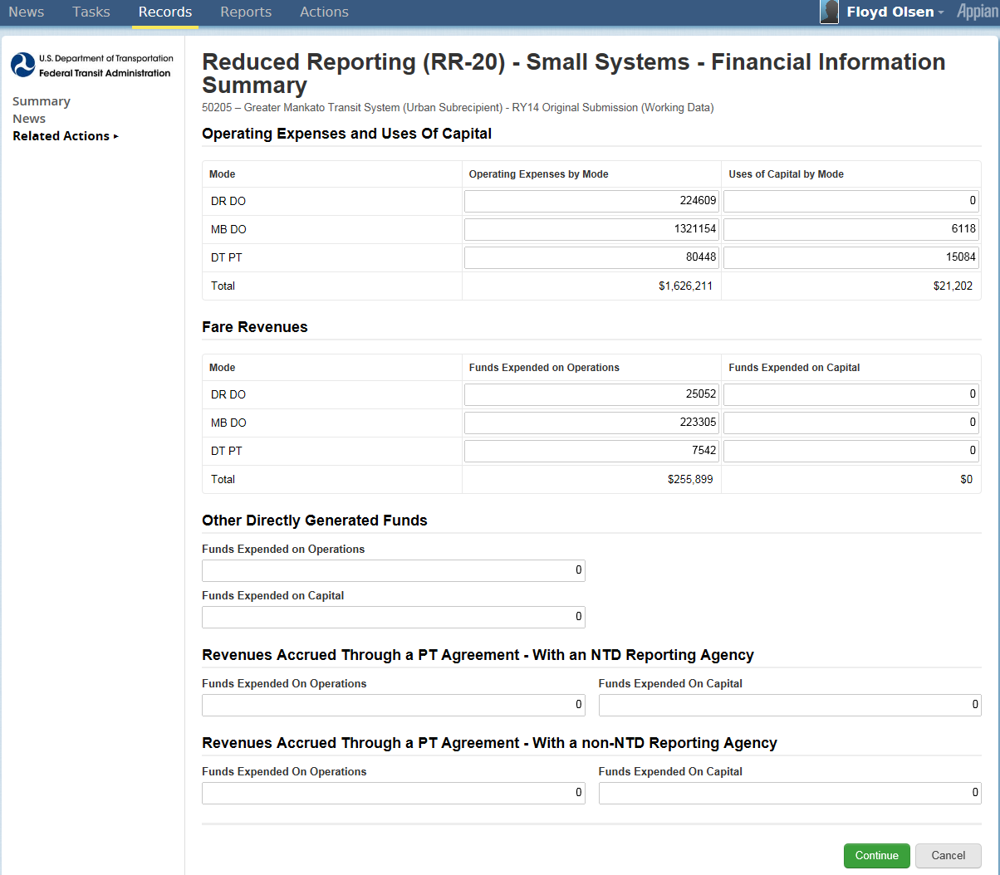 News Tasks Records Reports Actions Floyd Olsen Appian
U.S. Department of Transportation
Federal Transit Administration
Summary
News
Related Actions
Reduced Reporting (RR-20) - Small Systems - Financial Information
Summary
50205 – Greater Mankato Transit System (Urban Subrecipient) - RY14 Original Submission (Working Data)
Operating Expenses and Uses Of Capital
Mode Operating Expenses by Mode Uses of Capital by Mode
DR DO 224609 0
MB DO 1321154 6118
DT PT 80448 15084
Total $1,626,211 $21,202
Fare Revenues
Mode Funds Expended on Operations Funds Expended on Capital
DR DO 25052 0
MB DO 223305 0
DT PT 7542 0
Total $255,899 $0
Other Directly Generated Funds
Funds Expended on Operations
0
Funds Expended on Capital
0
Revenues Accrued Through a PT Agreement - With an NTD Reporting Agency
Funds Expended On Operations Funds Expended On Capital
0 0
Revenues Accrued Through a PT Agreement - With a non-NTD Reporting Agency
Funds Expended On Operations Funds Expended On Capital
0 0
Continue Cancel